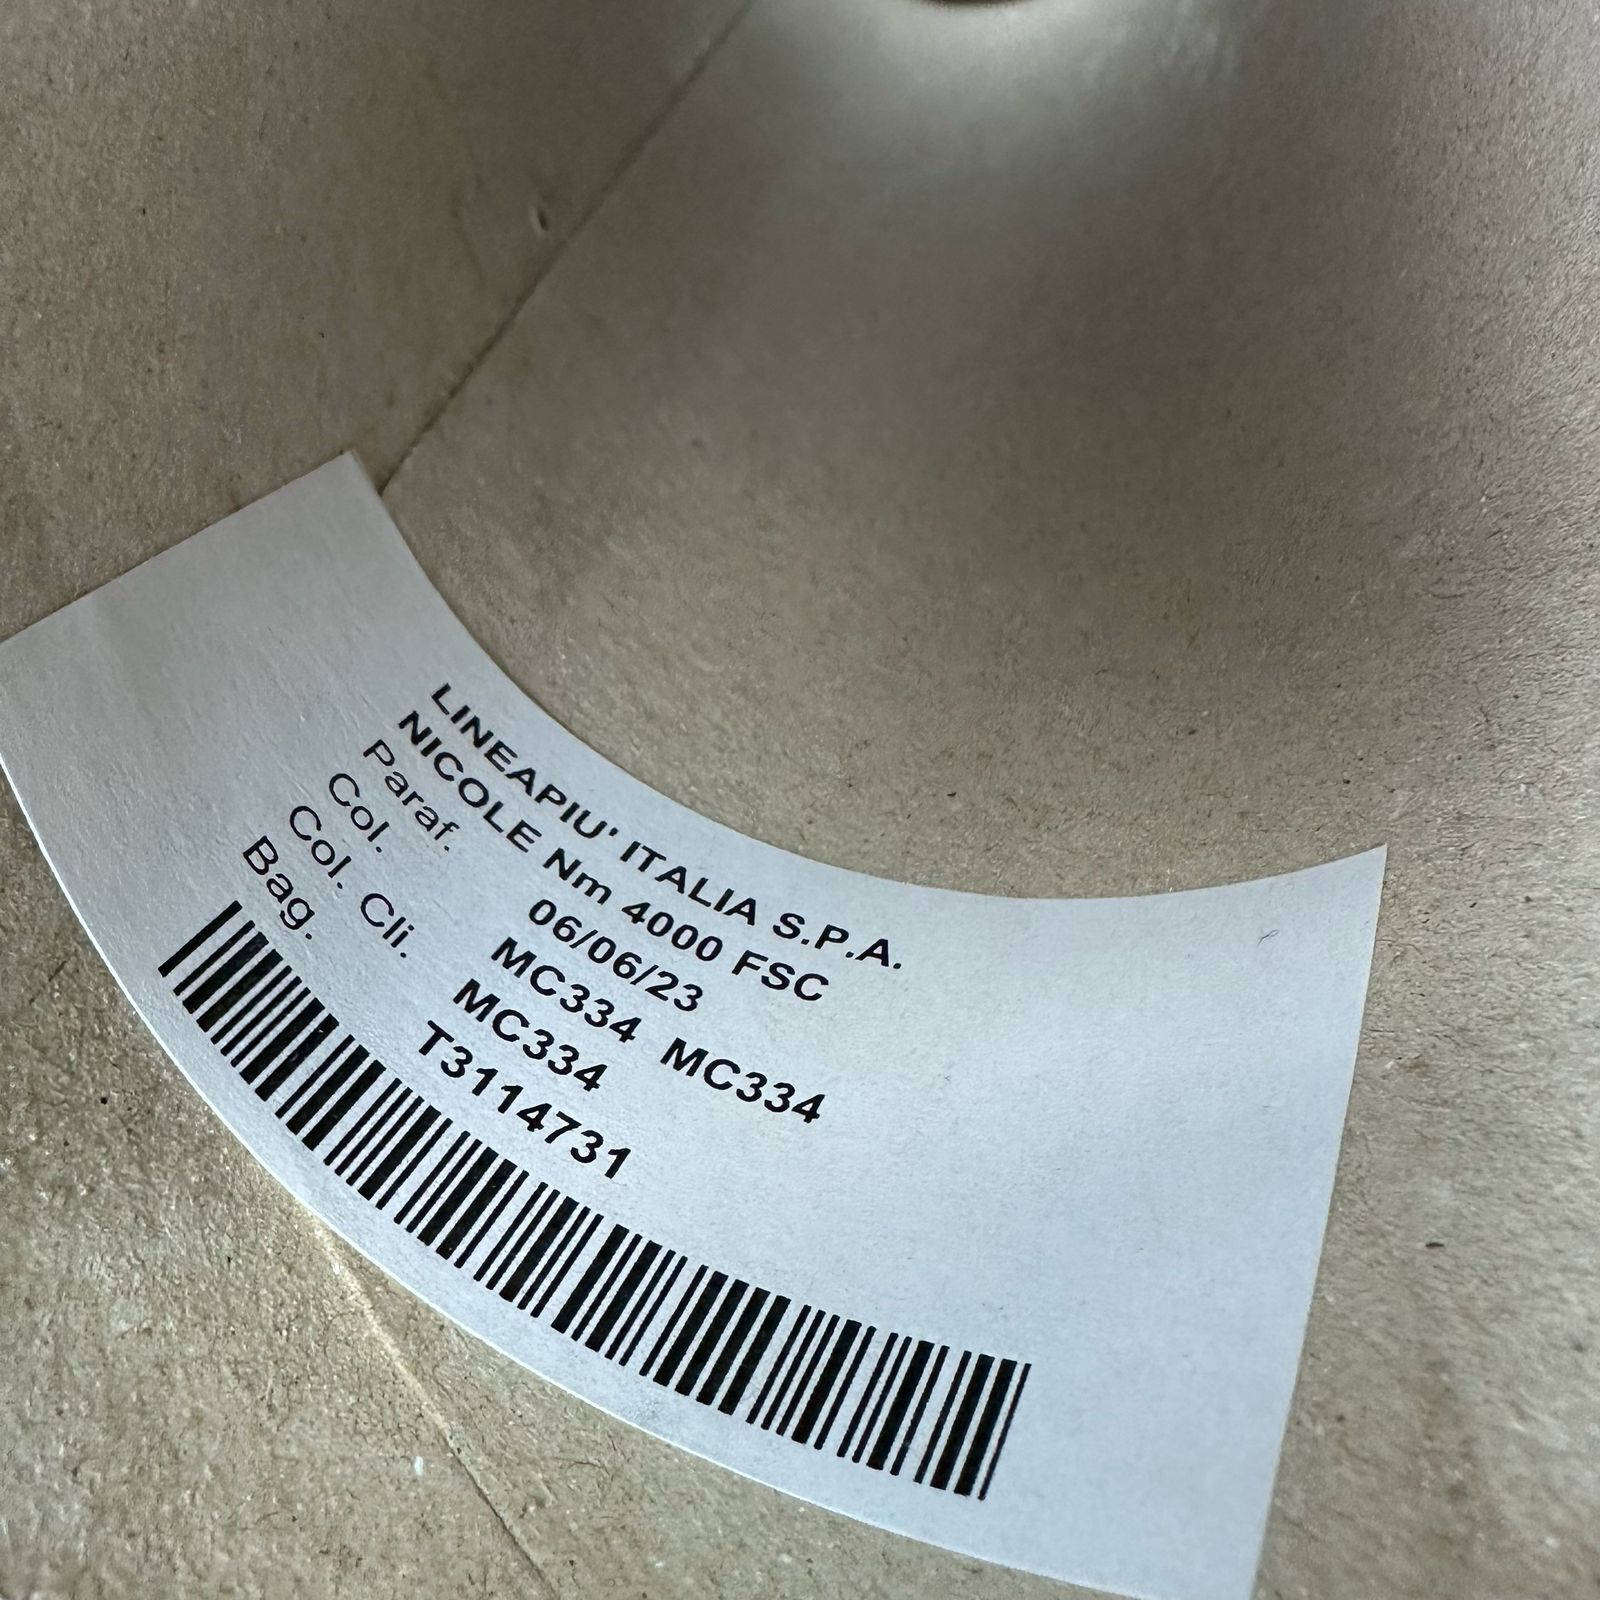 LINEAPIU' ITALIA S.P.A.
NICOLE Nm 4000 FSC
Paraf. 06/06/23
Col. MC334 MC334
Col. Cli. MC334
Bag. T3114731